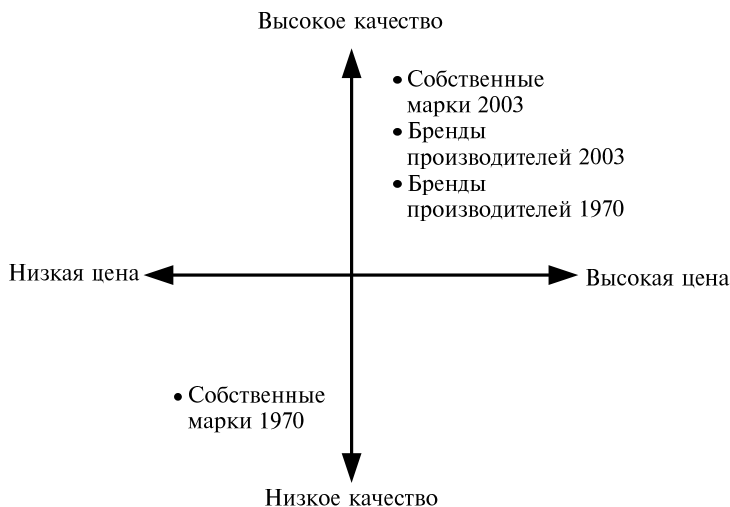 Высокое качество
• Собственные
марки 2003
• Бренды
производителей 2003
• Бренды
производителей 1970
Низкая цена
Высокая цена
• Собственные
марки 1970
Низкое качество